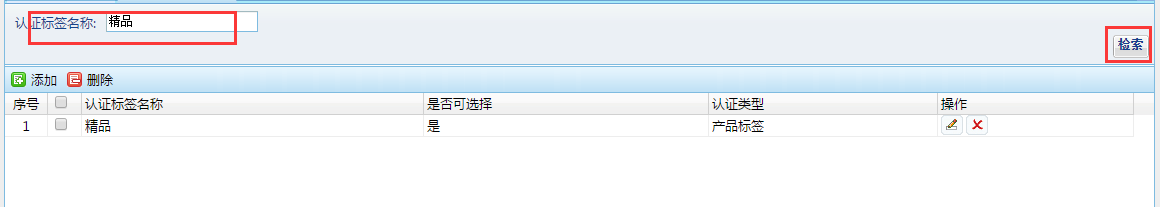 认证标签名称: 精品
检索
添加 删除
序号 认证标签名称 是否可选择 认证类型 操作
1 精品 是 产品标签